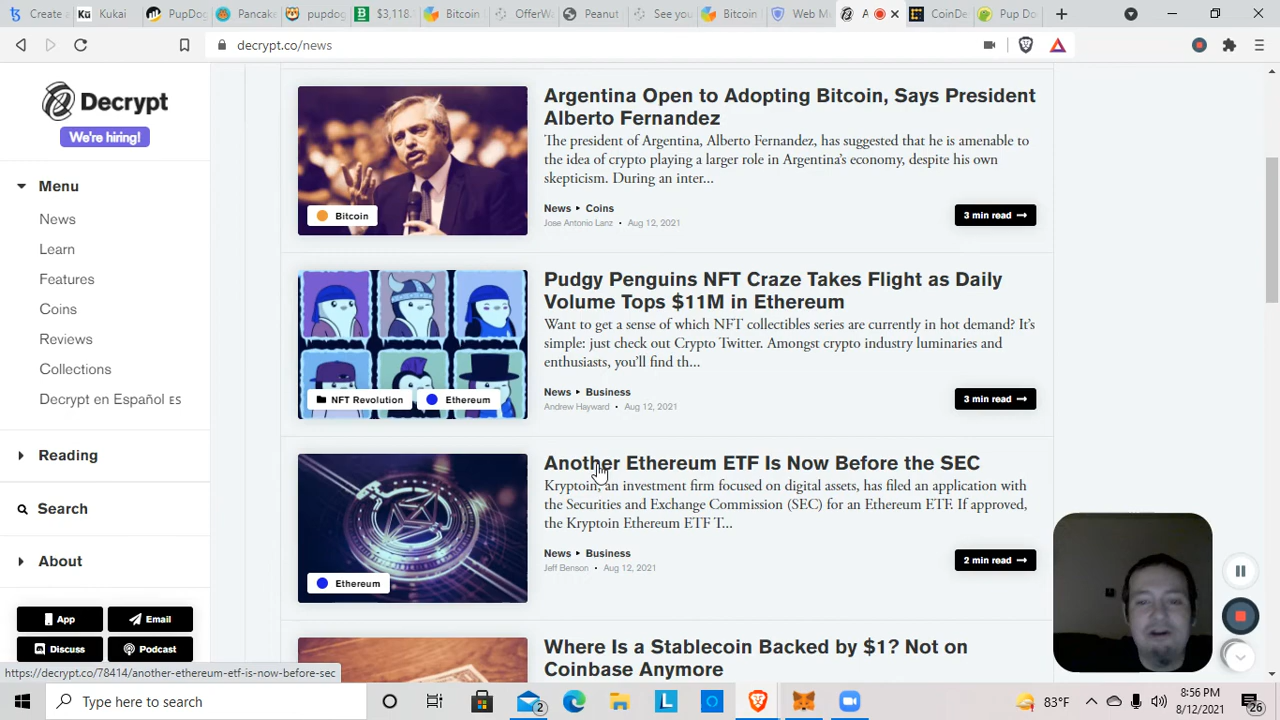 Create
Kukai
PupDog
Pancake
pupdog
$3,118.
Bitcoin
OfferW
Peanut
See you
Bitcoin
Web M
A
CoinDe
Pup Do
decrypt.co/news
Decrypt
We're hiring!
Menu
News
Learn
Features
Coins
Reviews
Collections
Decrypt en Español ES
Reading
Search
About
App
Email
Discuss
Podcast
Argentina Open to Adopting Bitcoin, Says President
Alberto Fernandez
The president of Argentina, Alberto Fernandez, has suggested that he is amenable to
the idea of crypto playing a larger role in Argentina's economy, despite his own
skepticism. During an inter...
Bitcoin
News ▸ Coins
Jose Antonio Lanz • Aug 12, 2021
3 min read →
Pudgy Penguins NFT Craze Takes Flight as Daily
Volume Tops $11M in Ethereum
Want to get a sense of which NFT collectibles series are currently in hot demand? It's
simple: just check out Crypto Twitter. Amongst crypto industry luminaries and
enthusiasts, you'll find th...
NFT Revolution
Ethereum
News ▸ Business
Andrew Hayward • Aug 12, 2021
3 min read →
Another Ethereum ETF Is Now Before the SEC
Kryptoin, an investment firm focused on digital assets, has filed an application with
the Securities and Exchange Commission (SEC) for an Ethereum ETF. If approved,
the Kryptoin Ethereum ETF T...
Ethereum
News ▸ Business
Jeff Benson • Aug 12, 2021
2 min read →
Where Is a Stablecoin Backed by $1? Not on
Coinbase Anymore
https://decrypt.co/78414/another-ethereum-etf-is-now-before-sec
Type here to search
2
L
83°F
8:56 PM
8/12/2021
26